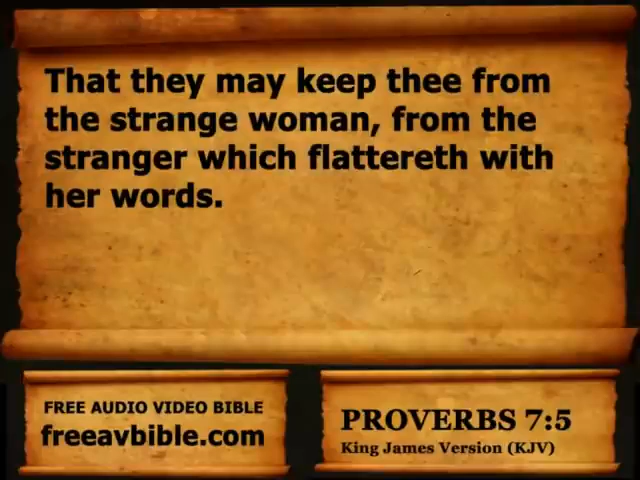 That they may keep thee from
the strange woman, from the
stranger which flattereth with
her words.
FREE AUDIO VIDEO BIBLE
freeavbible.com
PROVERBS 7:5
King James Version (KJV)